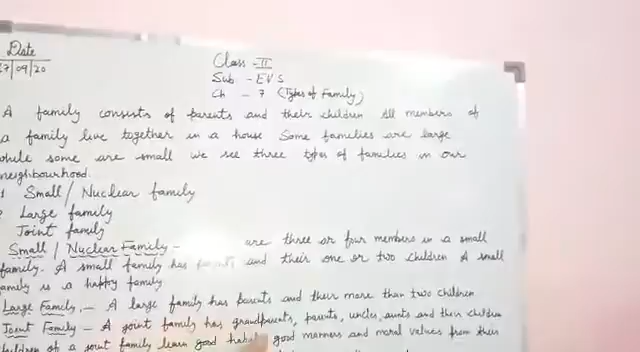 Date
17/09/20
Class - II
Sub - EVS
Ch - 7 (Types of Family)
A family consists of parents and their children All members of
a family live together in a house Some families are large
while some are small we see three types of families in our
neighbourhood.
1 Small / Nuclear family
Large family
Joint family
Small / Nuclear Family - are three or four members in a small
family. A small family has parents and their one or two children A small
family is a happy family
Large Family. - A large family has parents and their more than two children
Joint Family - A joint family has grandparents, parents, uncles, aunts and their children
children of a joint family learn good habits good manners and moral values from their